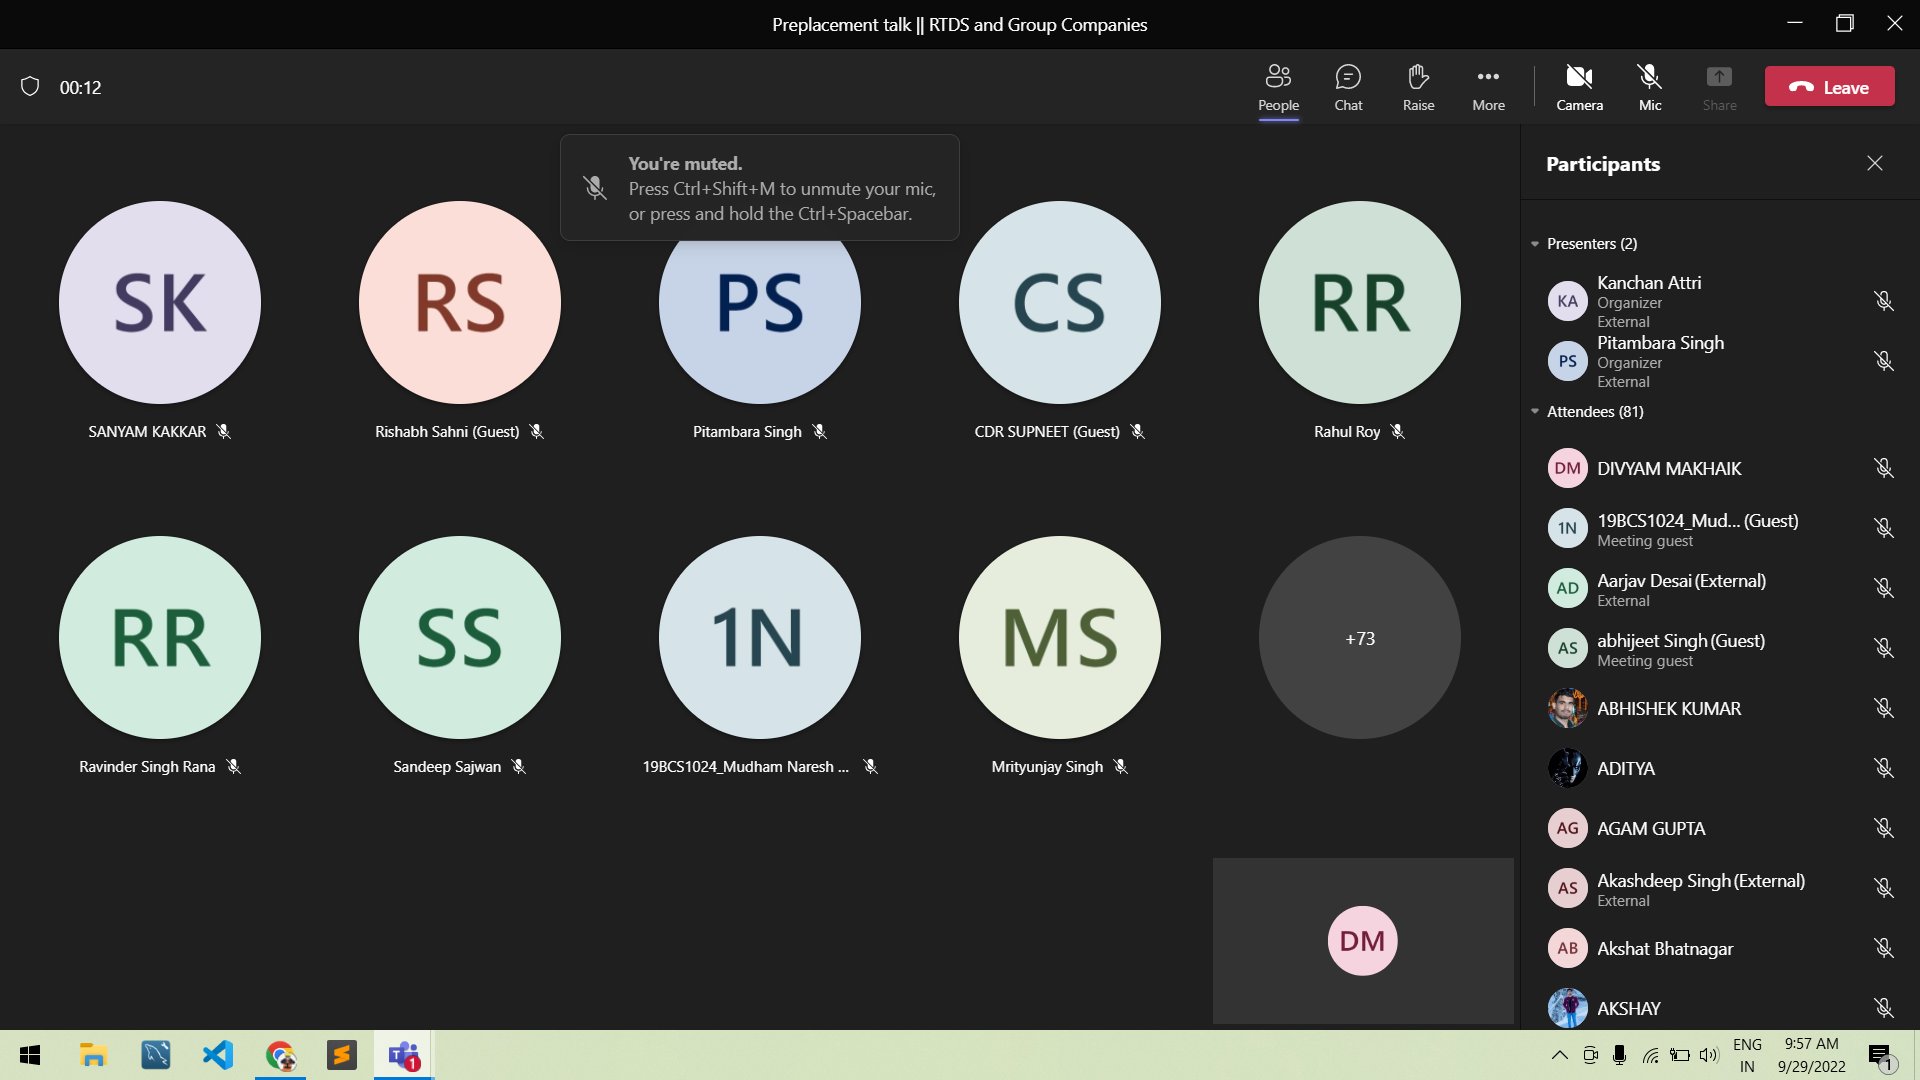 Preplacement talk || RTDS and Group Companies
00:12
People
Chat
Raise
More
Camera
Mic
Share
Leave
You're muted.
Press Ctrl+Shift+M to unmute your mic,
or press and hold the Ctrl+Spacebar.
SK
RS
PS
CS
RR
SANYAM KAKKAR
Rishabh Sahni (Guest)
Pitambara Singh
CDR SUPNEET (Guest)
Rahul Roy
RR
SS
1N
MS
+73
Ravinder Singh Rana
Sandeep Sajwan
19BCS1024_Mudham Naresh ...
Mrityunjay Singh
DM
Participants
Presenters (2)
KA
Kanchan Attri
Organizer
External
PS
Pitambara Singh
Organizer
External
Attendees (81)
DM
DIVYAM MAKHAIK
1N
19BCS1024_Mud... (Guest)
Meeting guest
AD
Aarjav Desai (External)
External
AS
abhijeet Singh (Guest)
Meeting guest
ABHISHEK KUMAR
ADITYA
AG
AGAM GUPTA
AS
Akashdeep Singh (External)
External
AB
Akshat Bhatnagar
AKSHAY
T
1
ENG
IN
9:57 AM
9/29/2022
1